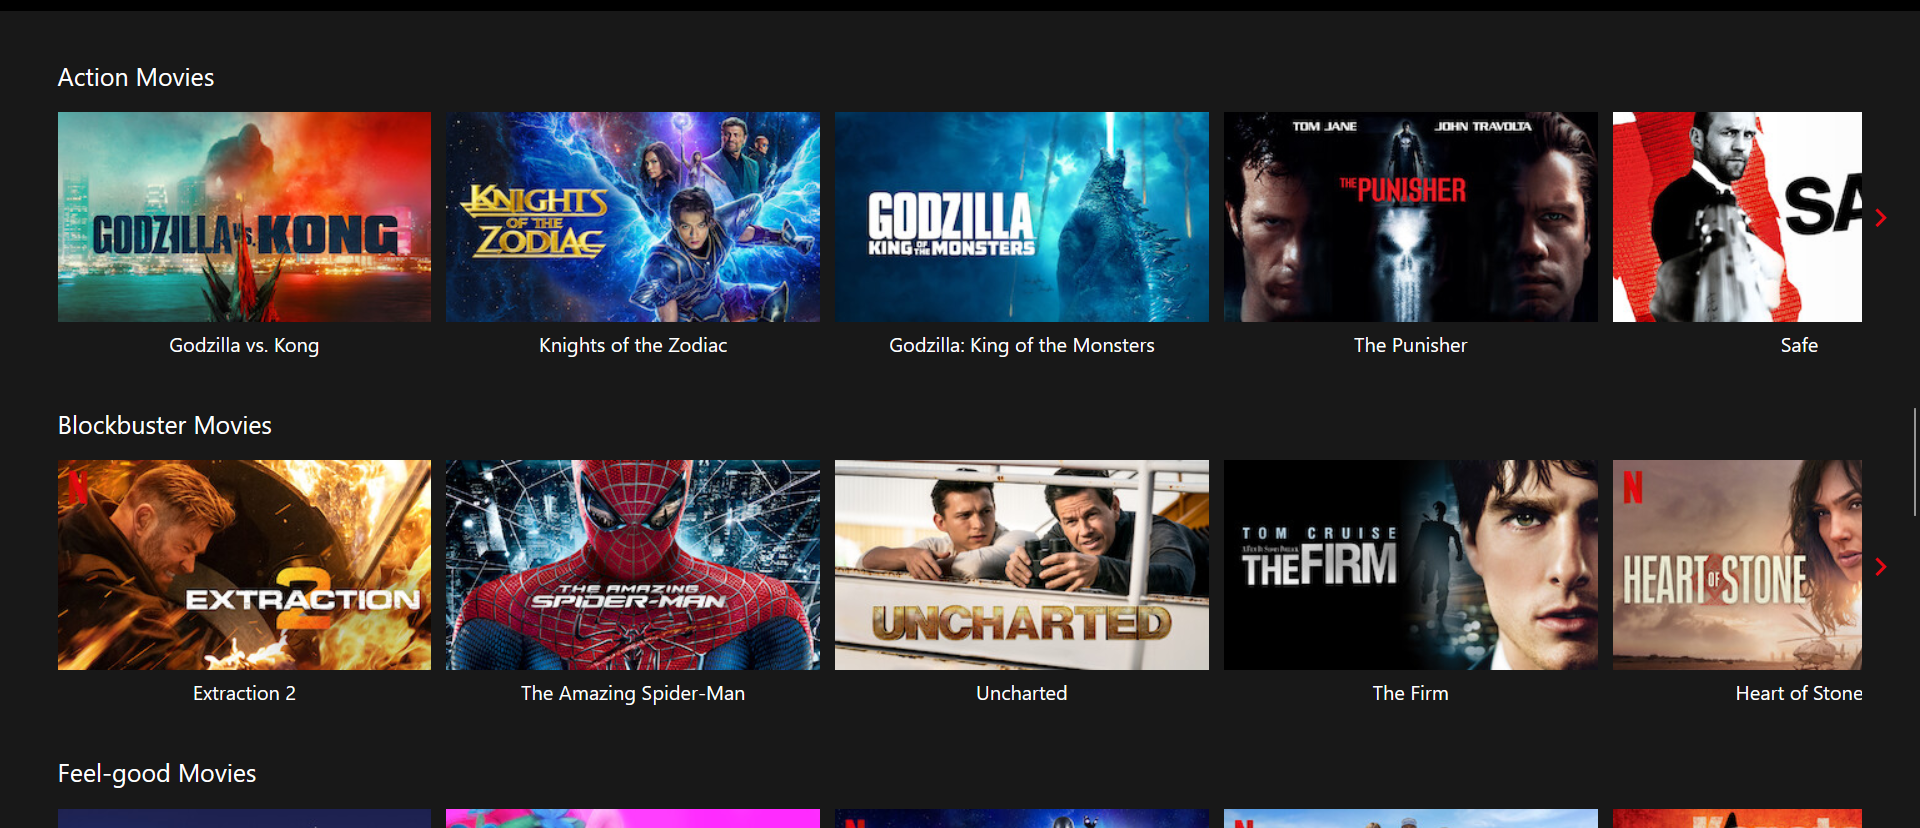 Action Movies
GODZILLA vs. KONG
KNIGHTS
OF THE
ZODIAC
GODZILLA
KING OF THE MONSTERS
TOM JANE
JOHN TRAVOLTA
THE PUNISHER
SA
Godzilla vs. Kong
Knights of the Zodiac
Godzilla: King of the Monsters
The Punisher
Safe
Blockbuster Movies
N
EXTRACTION
2
THE AMAZING
SPIDER-MAN
UNCHARTED
TOM CRUISE
THE FIRM
N
HEART OF STONE
Extraction 2
The Amazing Spider-Man
Uncharted
The Firm
Heart of Stone
Feel-good Movies